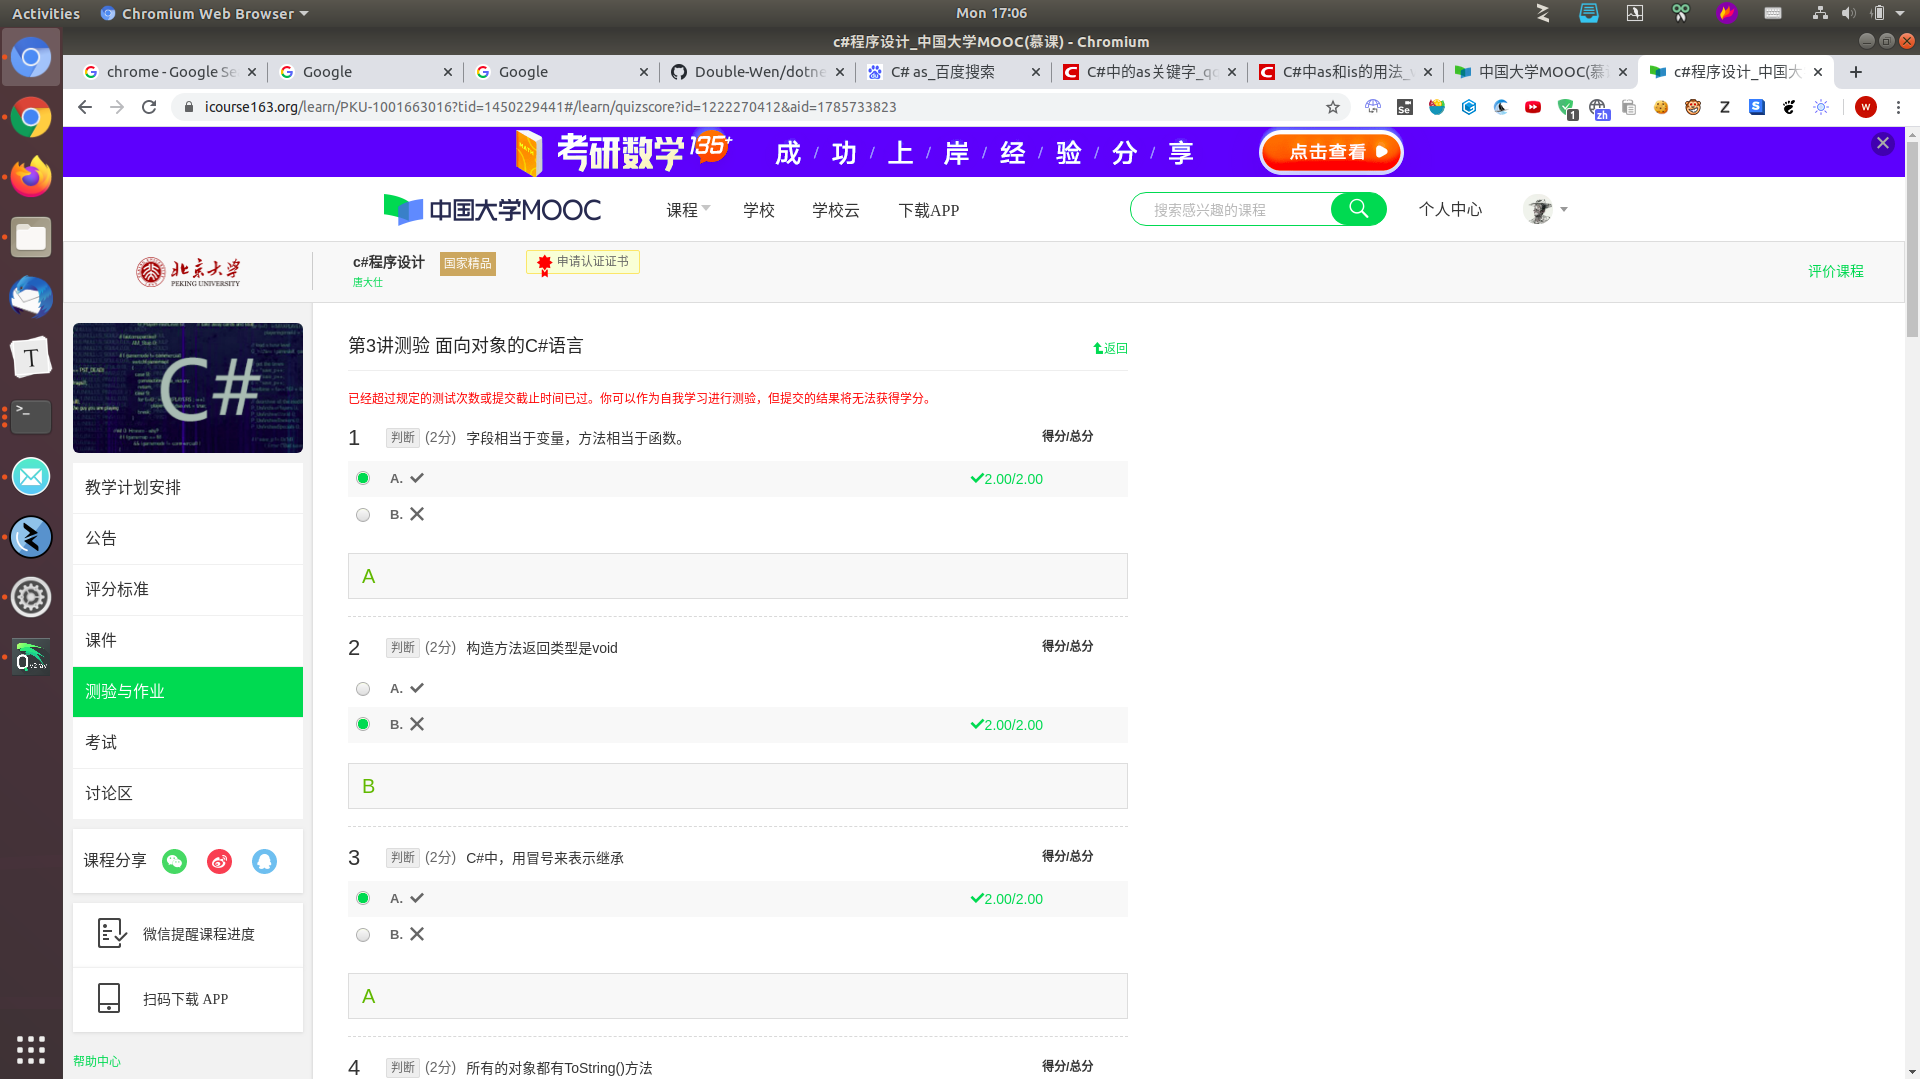 Activities
Chromium Web Browser
Mon 17:06
c#程序设计_中国大学MOOC(慕课) - Chromium
chrome - Google Se
Google
Google
Double-Wen/dotne
C# as_百度搜索
C#中的as关键字_qq
C#中as和is的用法_
中国大学MOOC(慕
c#程序设计_中国大
icourse163.org/learn/PKU-1001663016?tid=1450229441#/learn/quizscore?id=1222270412&aid=1785733823
考研数学135+
成 / 功 / 上 / 岸 / 经 / 验 / 分 / 享
点击查看
中国大学MOOC
课程
学校
学校云
下载APP
搜索感兴趣的课程
个人中心
北京大学
PEKING UNIVERSITY
c#程序设计
国家精品
申请认证证书
唐大仕
评价课程
C#
教学计划安排
公告
评分标准
课件
测验与作业
考试
讨论区
课程分享
微信提醒课程进度
扫码下载 APP
帮助中心
第3讲测验 面向对象的C#语言
返回
已经超过规定的测试次数或提交截止时间已过。你可以作为自我学习进行测验，但提交的结果将无法获得学分。
1 判断 (2分) 字段相当于变量，方法相当于函数。 得分/总分
A. 2.00/2.00
B.
A
2 判断 (2分) 构造方法返回类型是void 得分/总分
A.
B. 2.00/2.00
B
3 判断 (2分) C#中，用冒号来表示继承 得分/总分
A. 2.00/2.00
B.
A
4 判断 (2分) 所有的对象都有ToString()方法 得分/总分